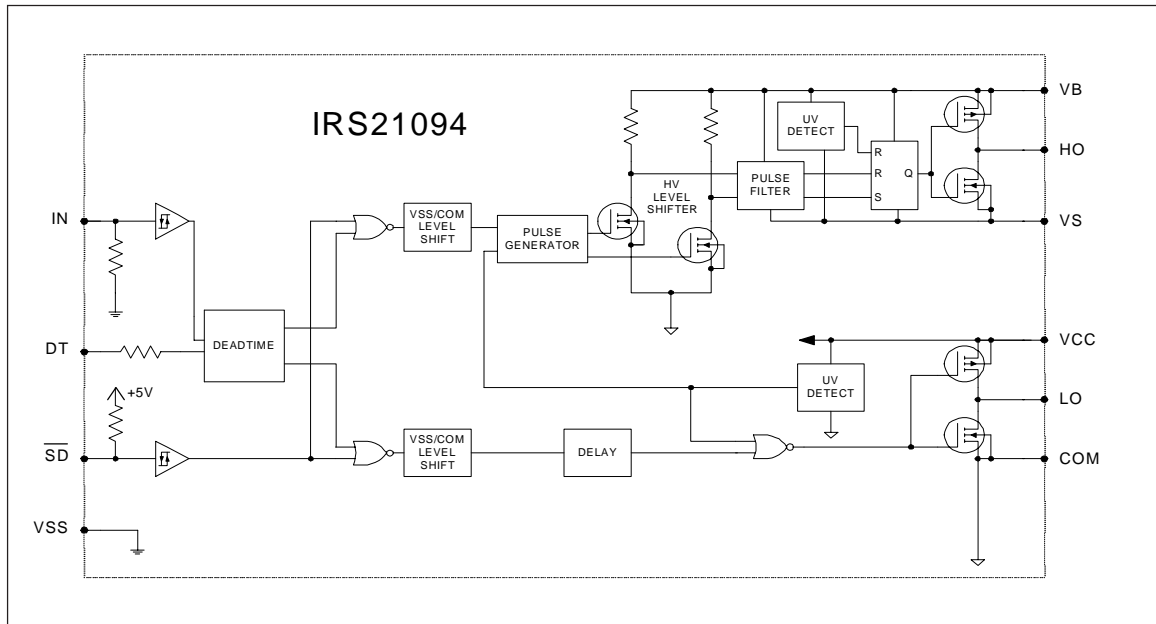 IRS21094
VB
UV
DETECT
HO
R
R
Q
S
PULSE
FILTER
HV
LEVEL
SHIFTER
VS
IN
VSS/COM
LEVEL
SHIFT
PULSE
GENERATOR
DT
DEADTIME
VCC
+5V
UV
DETECT
LO
SD
VSS/COM
LEVEL
SHIFT
DELAY
COM
VSS